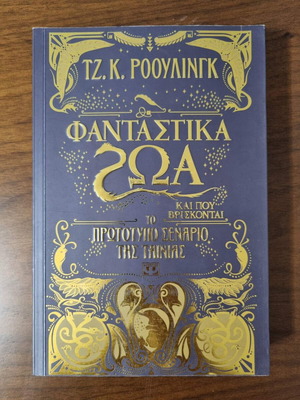 ΤΖ. Κ. ΡΟΟΥΛΙΝΓΚ
ΦΑΝΤΑΣΤΙΚΑ
ΖΩΑ
ΚΑΙ ΠΟΥ
ΒΡΙΣΚΟΝΤΑΙ
ΤΟ
ΠΡΩΤΟΤΥΠΟ ΣΕΝΑΡΙΟ
ΤΗΣ ΤΑΙΝΙΑΣ